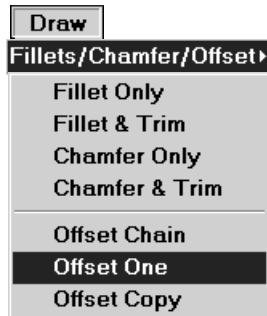 Draw
Fillets/Chamfer/Offset
Fillet Only
Fillet & Trim
Chamfer Only
Chamfer & Trim
Offset Chain
Offset One
Offset Copy